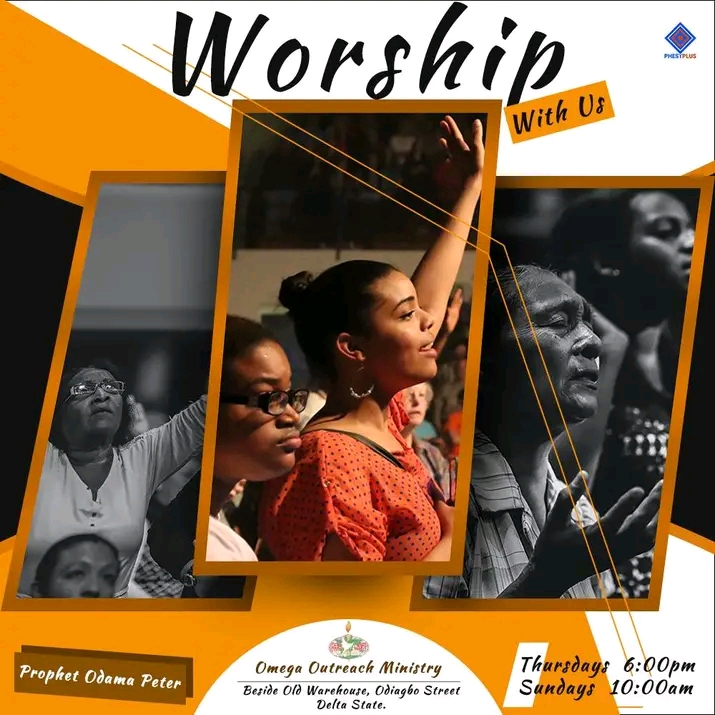 Worship
With Us
PHESTPLUS
Prophet Odama Peter
Omega Outreach Ministry
Beside Old Warehouse, Odiagbo Street
Delta State.
Thursdays 6:00pm
Sundays 10:00am